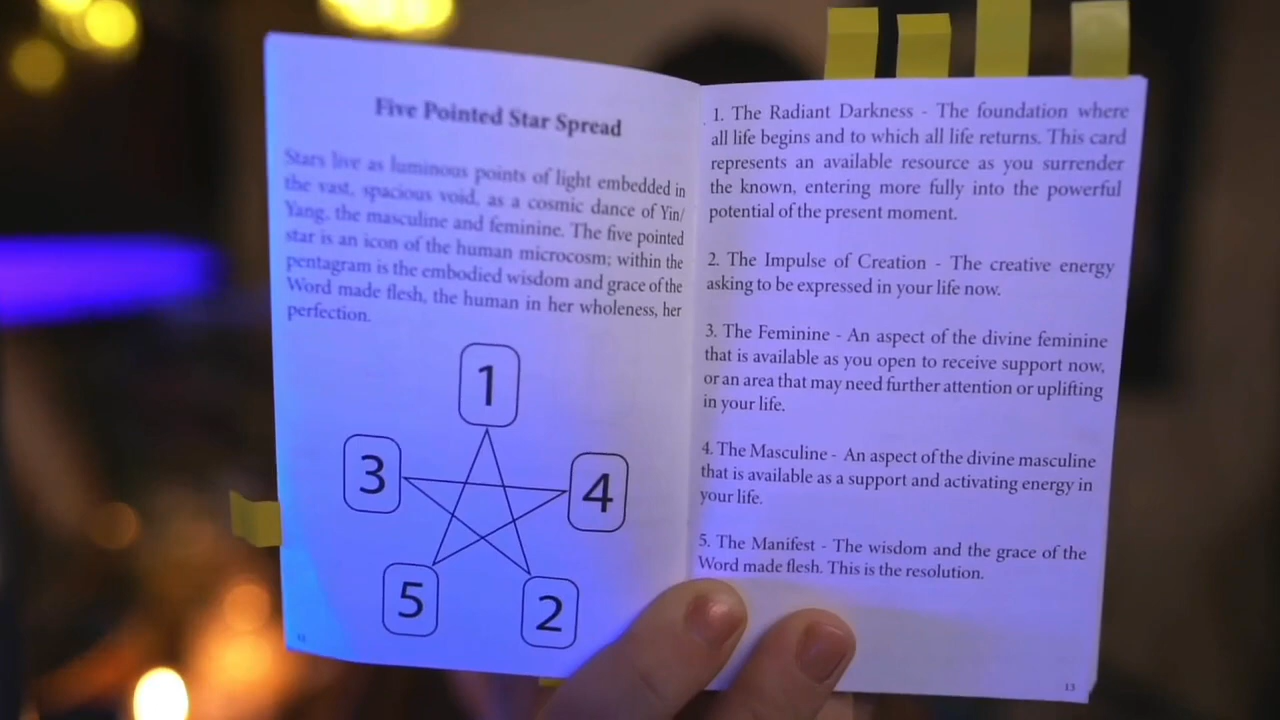 Five Pointed Star Spread
Stars live as luminous points of light embedded in
the vast, spacious void, as a cosmic dance of Yin/
Yang, the masculine and feminine. The five pointed
star is an icon of the human microcosm; within the
pentagram is the embodied wisdom and grace of the
Word made flesh, the human in her wholeness, her
perfection.
1
3
4
5
2
1. The Radiant Darkness - The foundation where
all life begins and to which all life returns. This card
represents an available resource as you surrender
the known, entering more fully into the powerful
potential of the present moment.
2. The Impulse of Creation - The creative energy
asking to be expressed in your life now.
3. The Feminine - An aspect of the divine feminine
that is available as you open to receive support now,
or an area that may need further attention or uplifting
in your life.
4. The Masculine - An aspect of the divine masculine
that is available as a support and activating energy in
your life.
5. The Manifest - The wisdom and the grace of the
Word made flesh. This is the resolution.
13